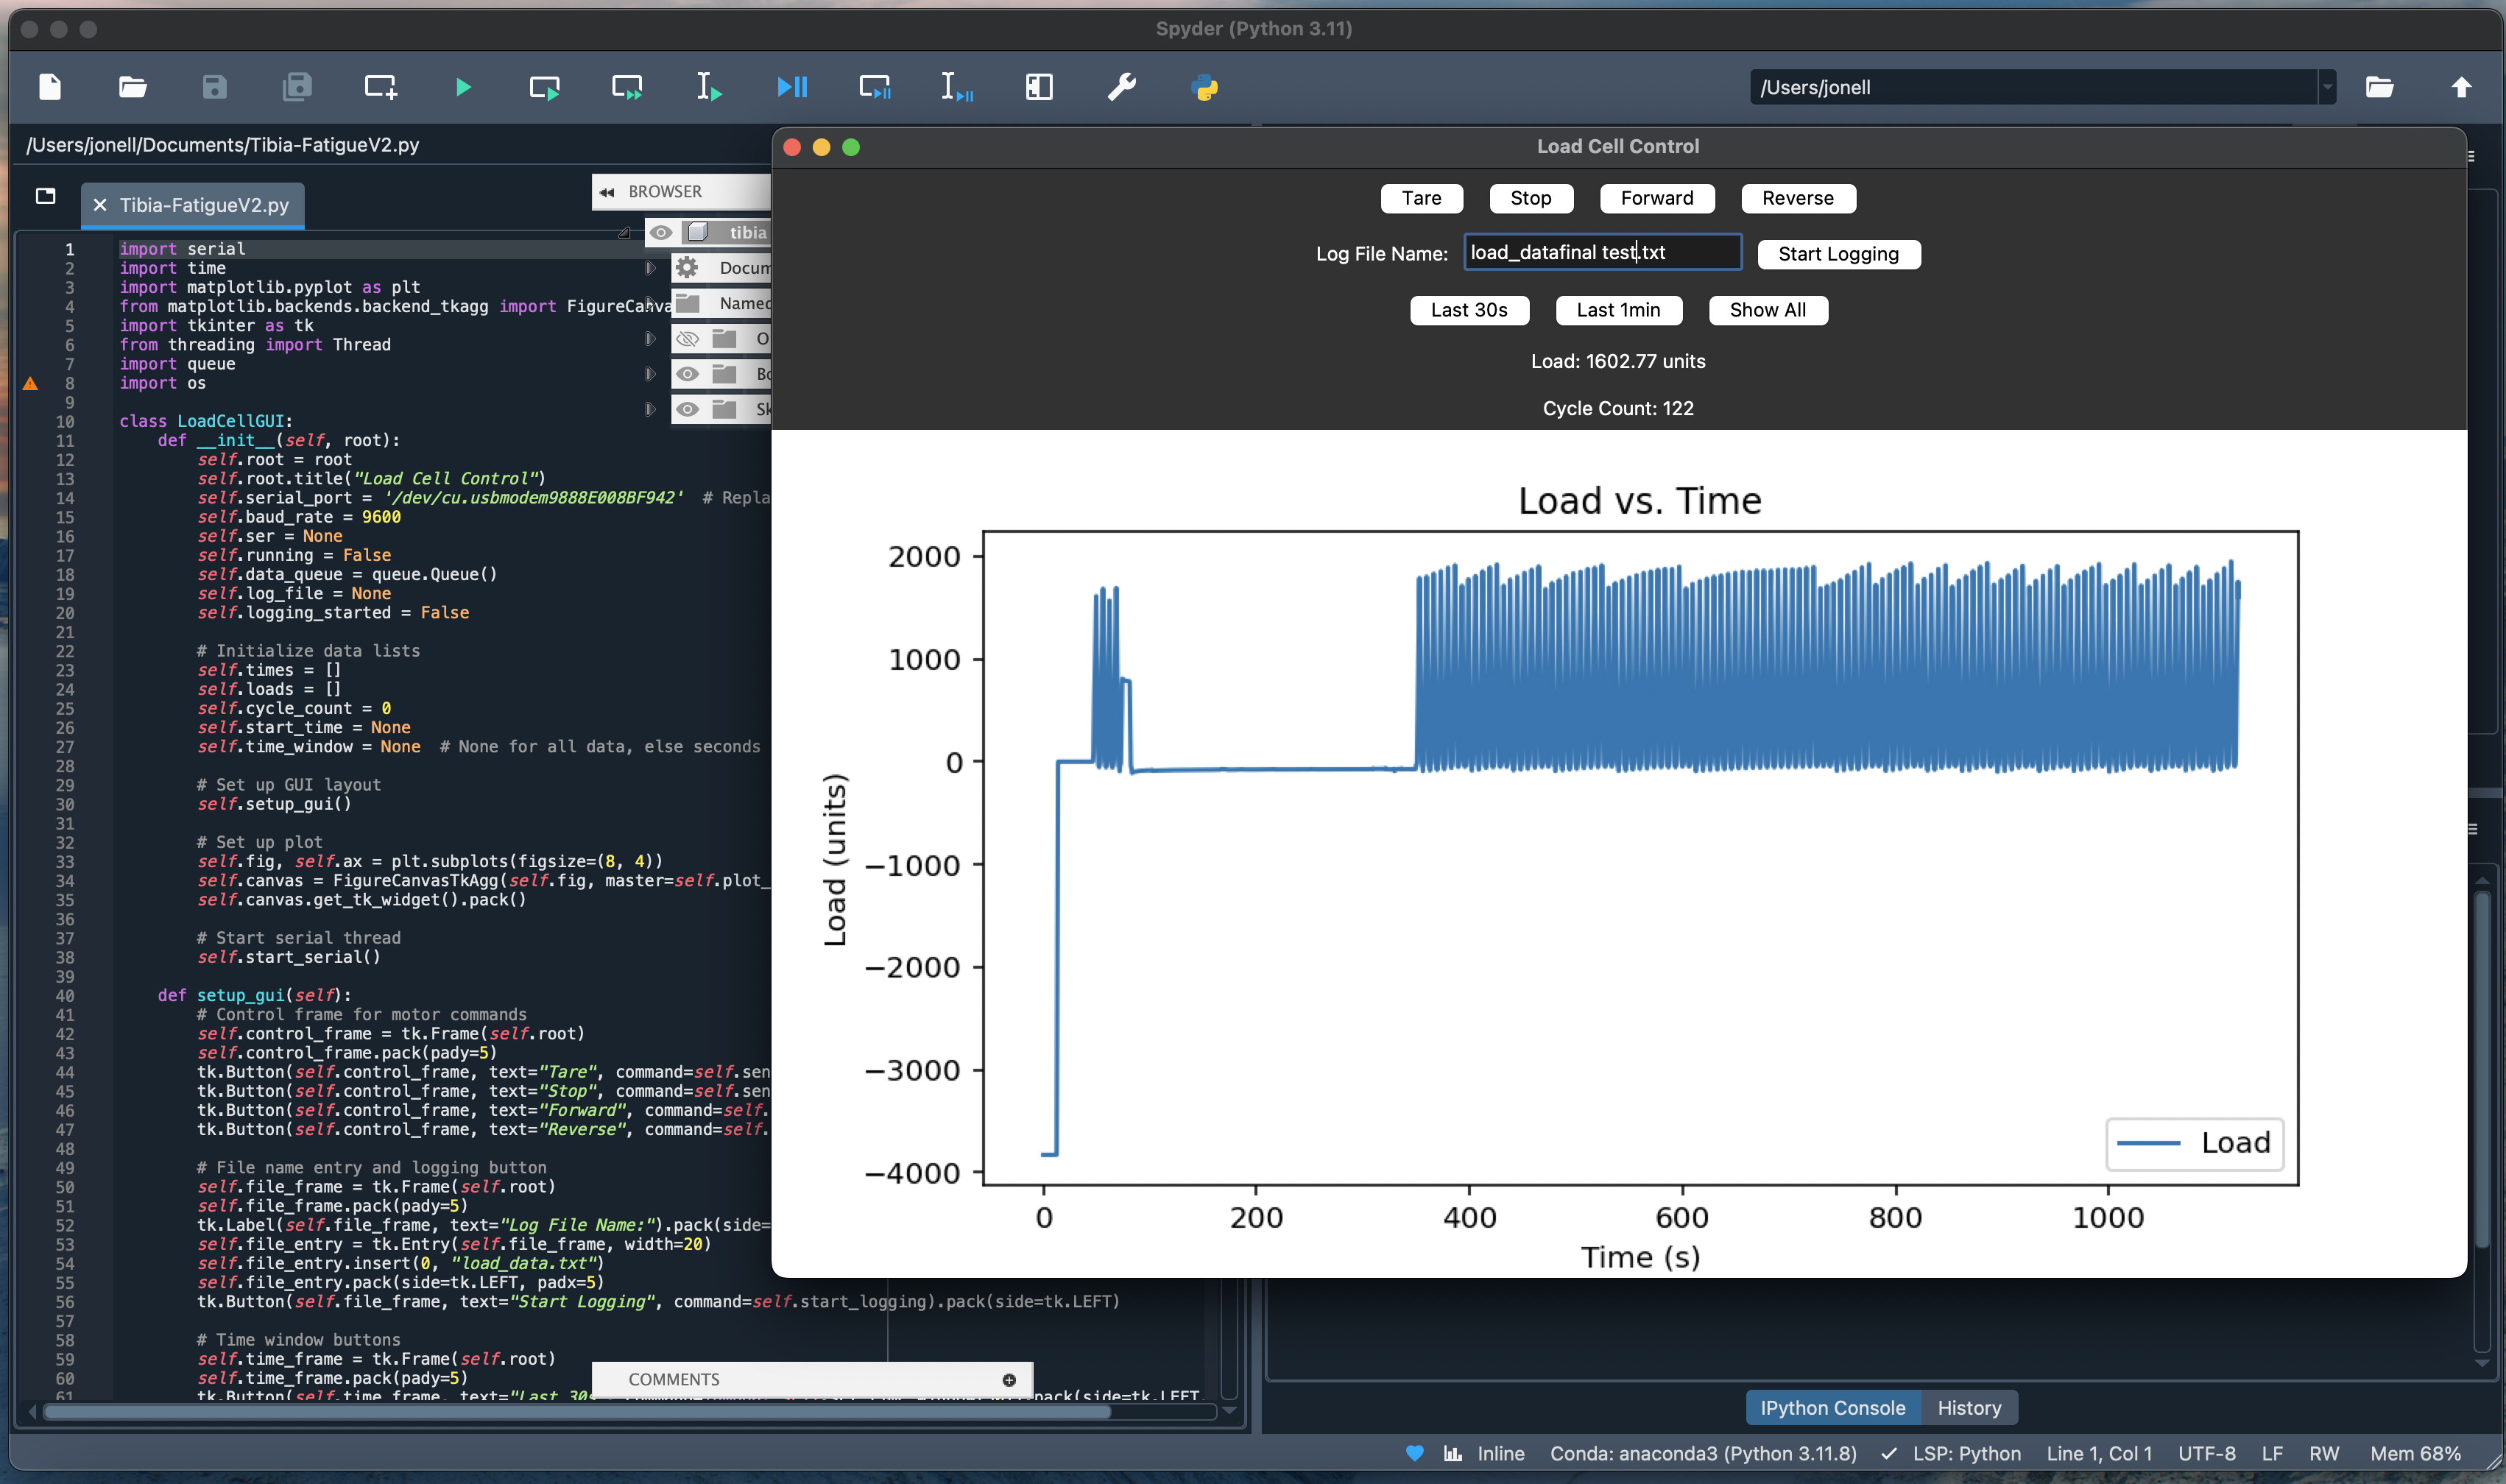 Spyder (Python 3.11)
/Users/jonell
/Users/jonell/Documents/Tibia-FatigueV2.py
Tibia-FatigueV2.py
BROWSER
tibia
Docum
Named
O
Bo
Sk
1 import serial
2 import time
3 import matplotlib.pyplot as plt
4 from matplotlib.backends.backend_tkagg import FigureCanva
5 import tkinter as tk
6 from threading import Thread
7 import queue
8 import os
9
10 class LoadCellGUI:
11 def __init__(self, root):
12 self.root = root
13 self.root.title("Load Cell Control")
14 self.serial_port = '/dev/cu.usbmodem9888E008BF942' # Repla
15 self.baud_rate = 9600
16 self.ser = None
17 self.running = False
18 self.data_queue = queue.Queue()
19 self.log_file = None
20 self.logging_started = False
21
22 # Initialize data lists
23 self.times = []
24 self.loads = []
25 self.cycle_count = 0
26 self.start_time = None
27 self.time_window = None # None for all data, else seconds
28
29 # Set up GUI layout
30 self.setup_gui()
31
32 # Set up plot
33 self.fig, self.ax = plt.subplots(figsize=(8, 4))
34 self.canvas = FigureCanvasTkAgg(self.fig, master=self.plot_
35 self.canvas.get_tk_widget().pack()
36
37 # Start serial thread
38 self.start_serial()
39
40 def setup_gui(self):
41 # Control frame for motor commands
42 self.control_frame = tk.Frame(self.root)
43 self.control_frame.pack(pady=5)
44 tk.Button(self.control_frame, text="Tare", command=self.sen
45 tk.Button(self.control_frame, text="Stop", command=self.sen
46 tk.Button(self.control_frame, text="Forward", command=self.
47 tk.Button(self.control_frame, text="Reverse", command=self.
48
49 # File name entry and logging button
50 self.file_frame = tk.Frame(self.root)
51 self.file_frame.pack(pady=5)
52 tk.Label(self.file_frame, text="Log File Name:").pack(side=
53 self.file_entry = tk.Entry(self.file_frame, width=20)
54 self.file_entry.insert(0, "load_data.txt")
55 self.file_entry.pack(side=tk.LEFT, padx=5)
56 tk.Button(self.file_frame, text="Start Logging", command=self.start_logging).pack(side=tk.LEFT)
57
58 # Time window buttons
59 self.time_frame = tk.Frame(self.root)
60 self.time_frame.pack(pady=5)
61 tk.Button(self.time_frame, text="Last 30s pack(side=tk.LEFT
COMMENTS
Load Cell Control
Tare Stop Forward Reverse
Log File Name: load_datafinal test.txt Start Logging
Last 30s Last 1min Show All
Load: 1602.77 units
Cycle Count: 122
Load vs. Time
2000
1000
0
−1000
−2000
−3000
−4000
Load (units)
Load
0 200 400 600 800 1000
Time (s)
IPython Console History
Inline Conda: anaconda3 (Python 3.11.8) LSP: Python Line 1, Col 1 UTF-8 LF RW Mem 68%